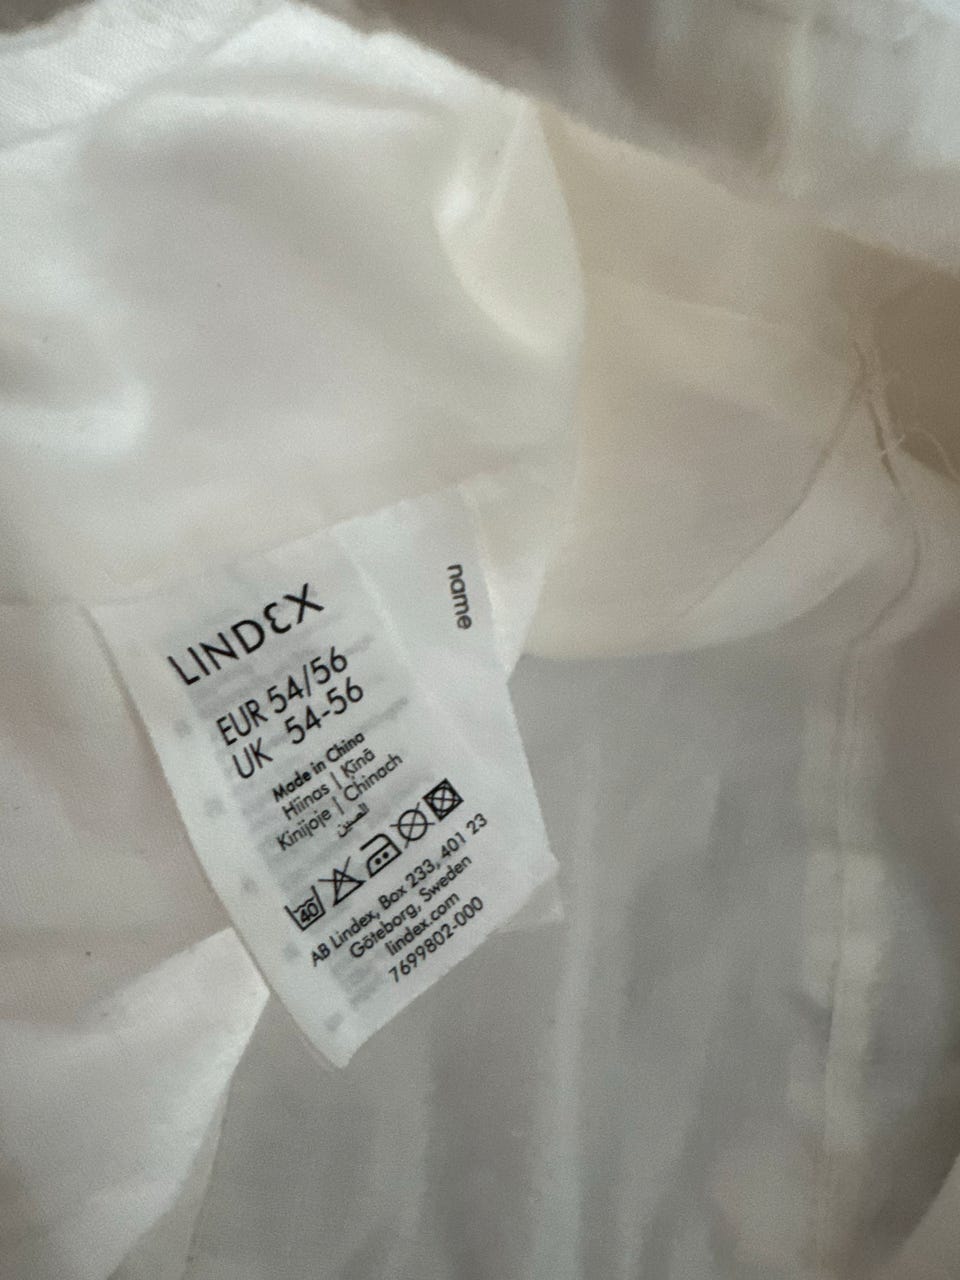 name
LINDEX
EUR 54/56
UK 54-56
Made in China
Hiinas | Kīnā
Kinijoje | Chinach
الصين
40
AB Lindex, Box 233, 401 23
Göteborg, Sweden
lindex.com
7699802-000